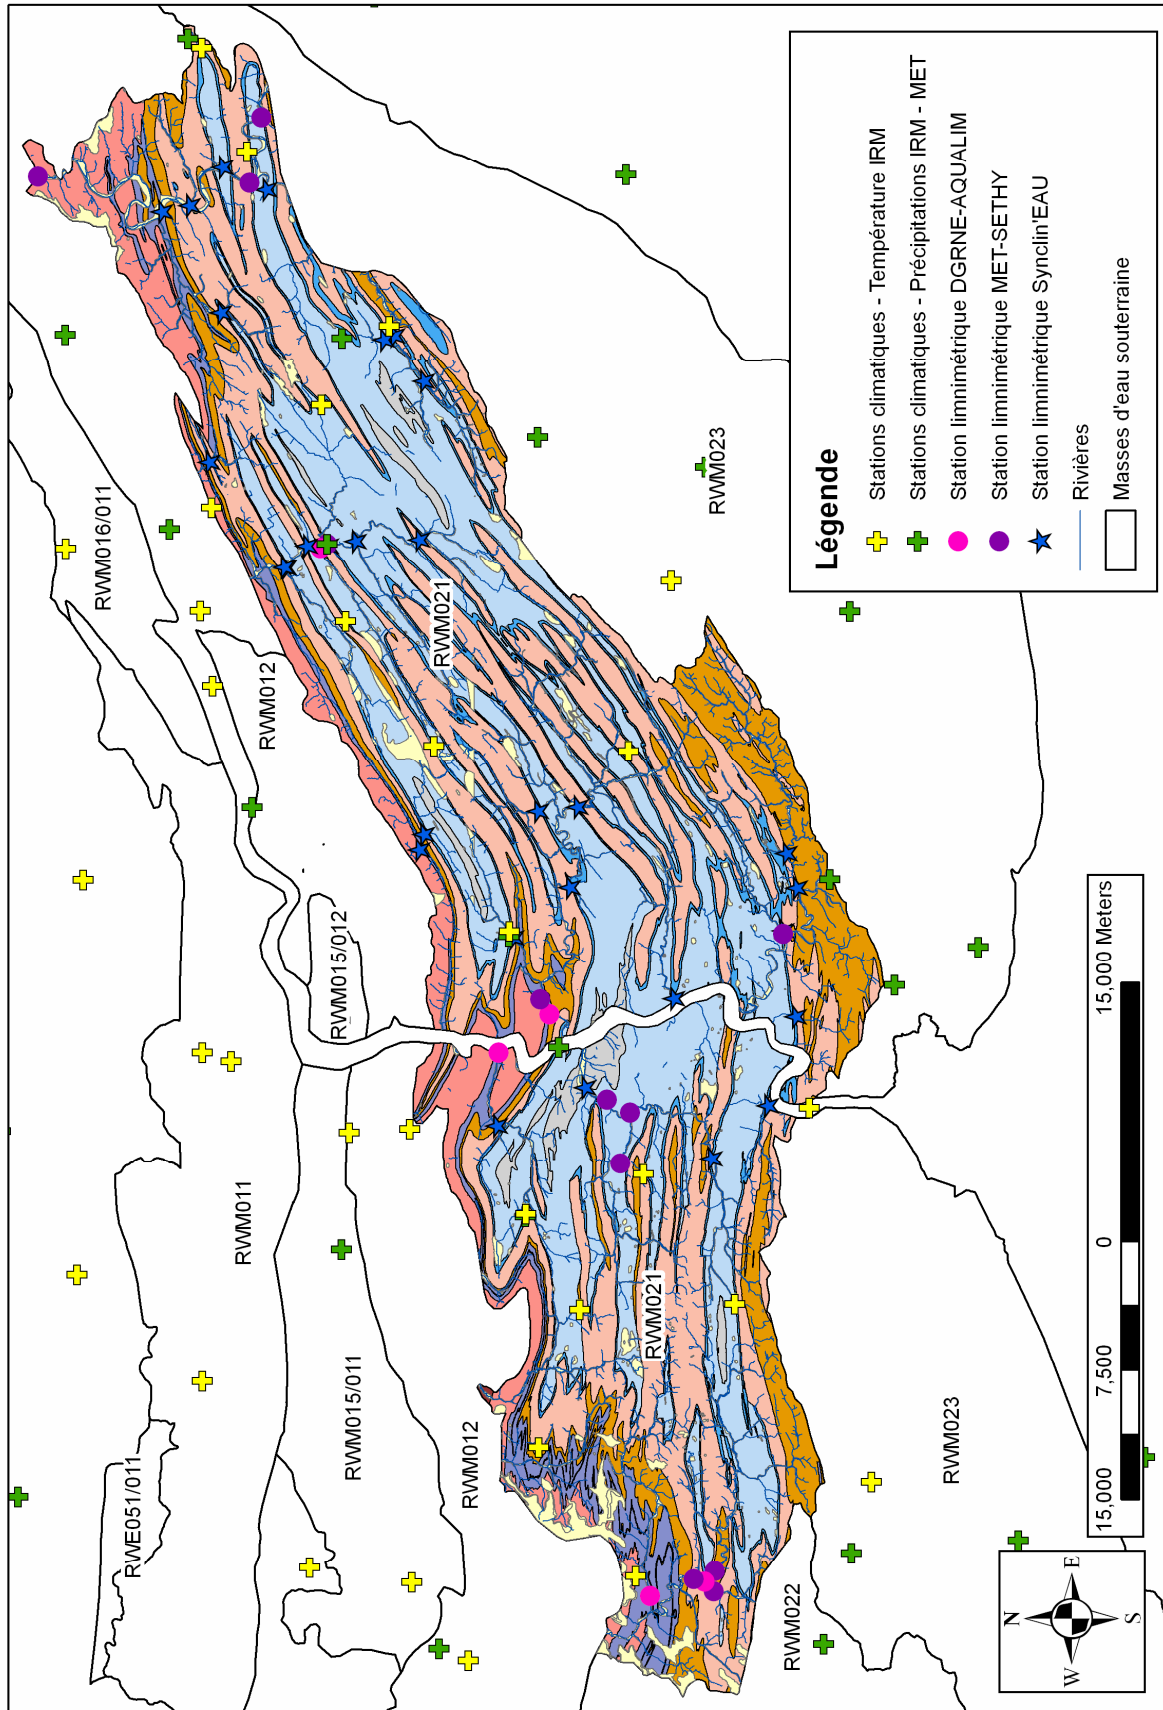 RWM016/011
RWM012
RWM021
RWM023
RWM015/012
RWM011
RWM021
RWM015/011
RWM012
RWE051/011
RWM023
RWM022
Légende
Stations climatiques - Température IRM
Stations climatiques - Précipitations IRM - MET
Station limnimétrique DGRNE-AQUALIM
Station limnimétrique MET-SETHY
Station limnimétrique Synclin'EAU
Rivières
Masses d'eau souterraine
15,000 7,500 0 15,000 Meters
N
W E
S